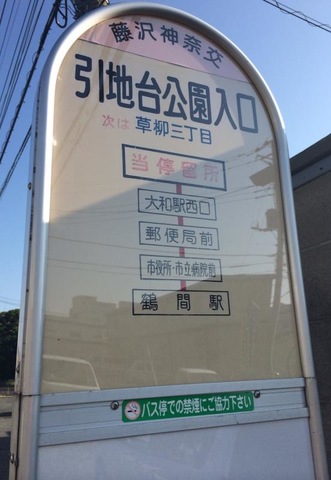 藤沢神奈交
引地台公園入口
次は 草柳三丁目
当停留所
大和駅西口
郵便局前
市役所・市立病院前
鶴間駅
バス停での禁煙にご協力下さい